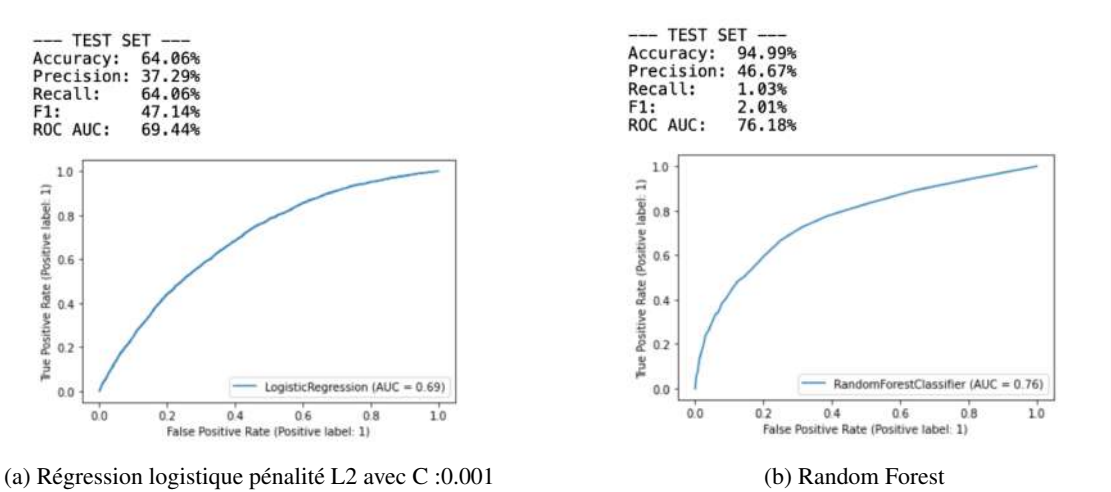 --- TEST SET ---
Accuracy: 64.06%
Precision: 37.29%
Recall: 64.06%
F1: 47.14%
ROC AUC: 69.44%
True Positive Rate (Positive label: 1)
1.0
0.8
0.6
0.4
0.2
0.0
LogisticRegression (AUC = 0.69)
0.0 0.2 0.4 0.6 0.8 1.0
False Positive Rate (Positive label: 1)
(a) Régression logistique pénalité L2 avec C :0.001
--- TEST SET ---
Accuracy: 94.99%
Precision: 46.67%
Recall: 1.03%
F1: 2.01%
ROC AUC: 76.18%
True Positive Rate (Positive label: 1)
1.0
0.8
0.6
0.4
0.2
0.0
RandomForestClassifier (AUC = 0.76)
0.0 0.2 0.4 0.6 0.8 1.0
False Positive Rate (Positive label: 1)
(b) Random Forest